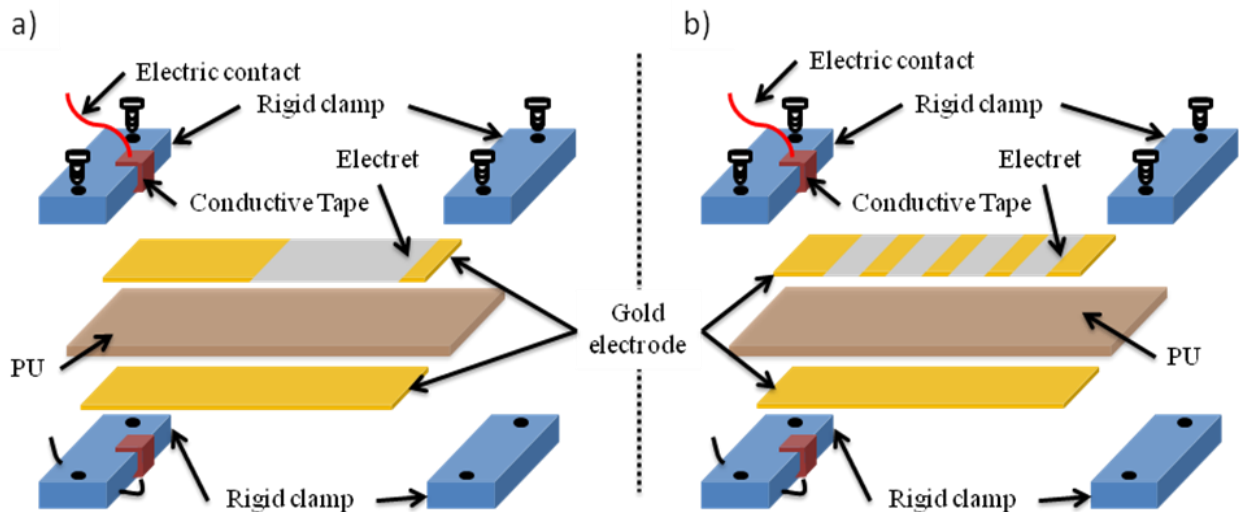 a)
Electric contact
Rigid clamp
Electret
Conductive Tape
PU
Rigid clamp
Gold
electrode
b)
Electric contact
Rigid clamp
Electret
Conductive Tape
PU
Rigid clamp